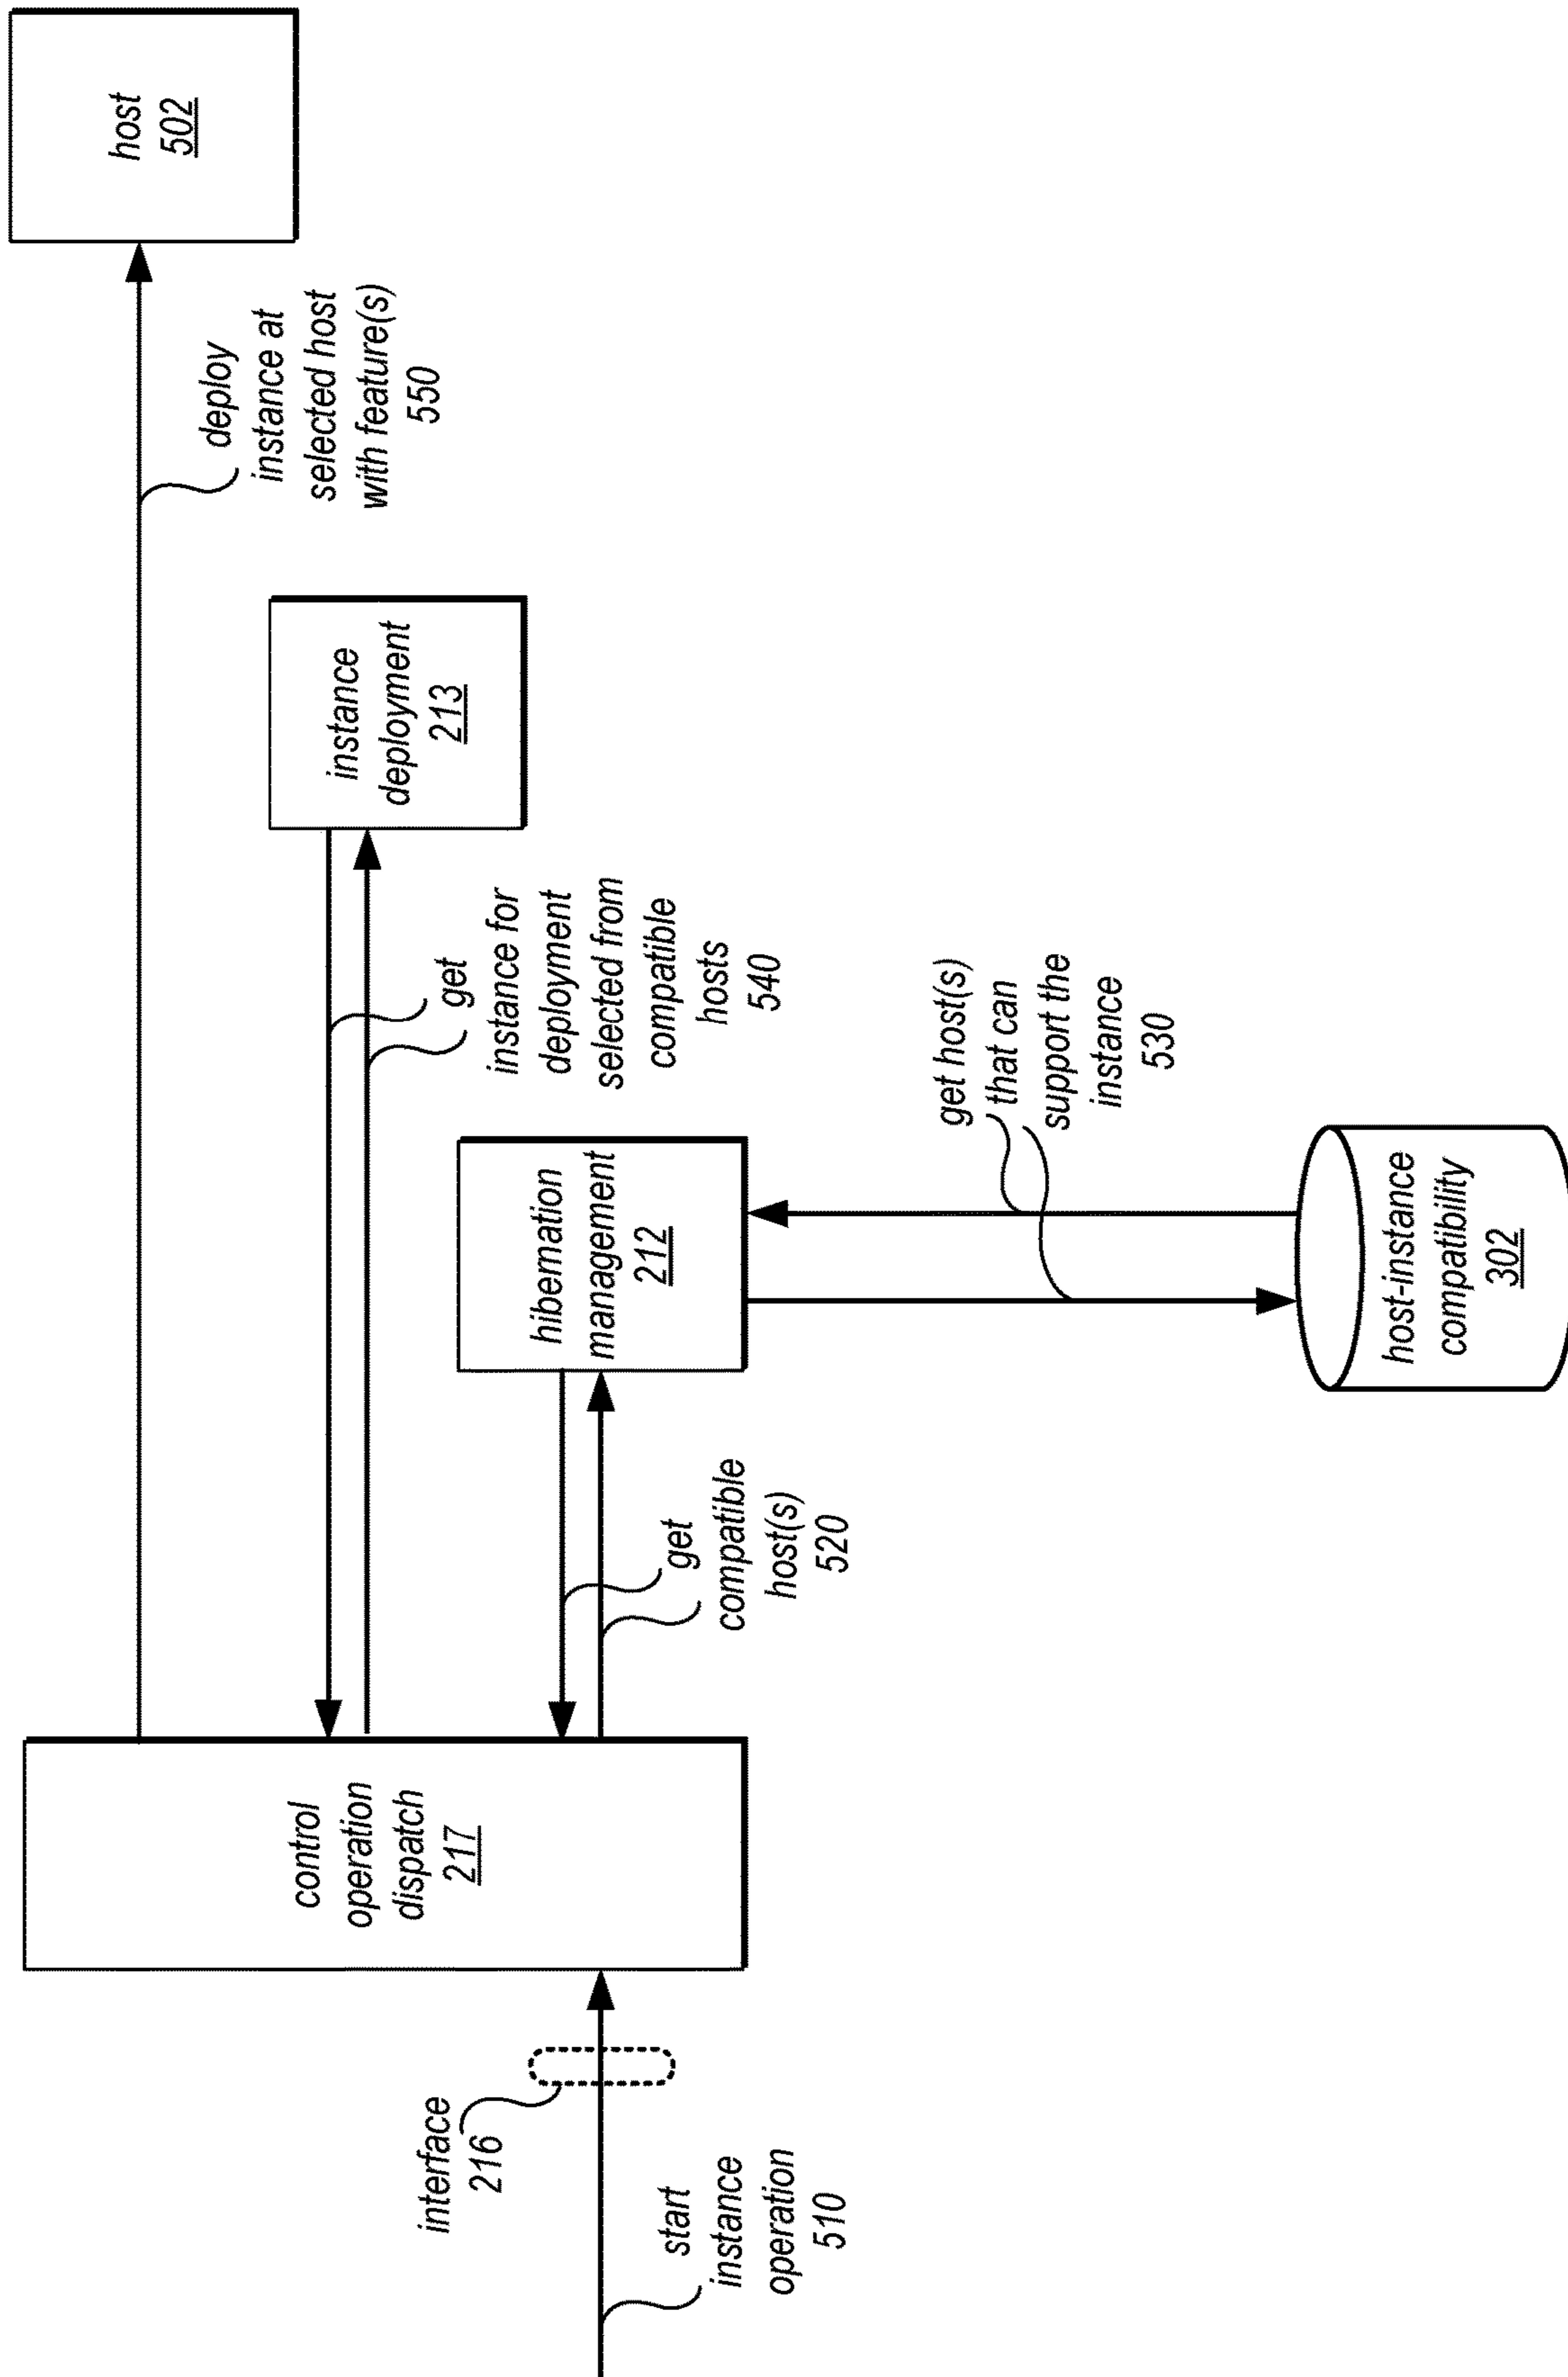 host
502
deploy
instance at
selected host
with feature(s)
550
instance
deployment
213
get
instance for
deployment
selected from
compatible
hosts
540
hibernation
management
212
get host(s)
that can
support the
instance
530
host-instance
compatibility
302
get
compatible
host(s)
520
control
operation
dispatch
217
interface
216
start
instance
operation
510